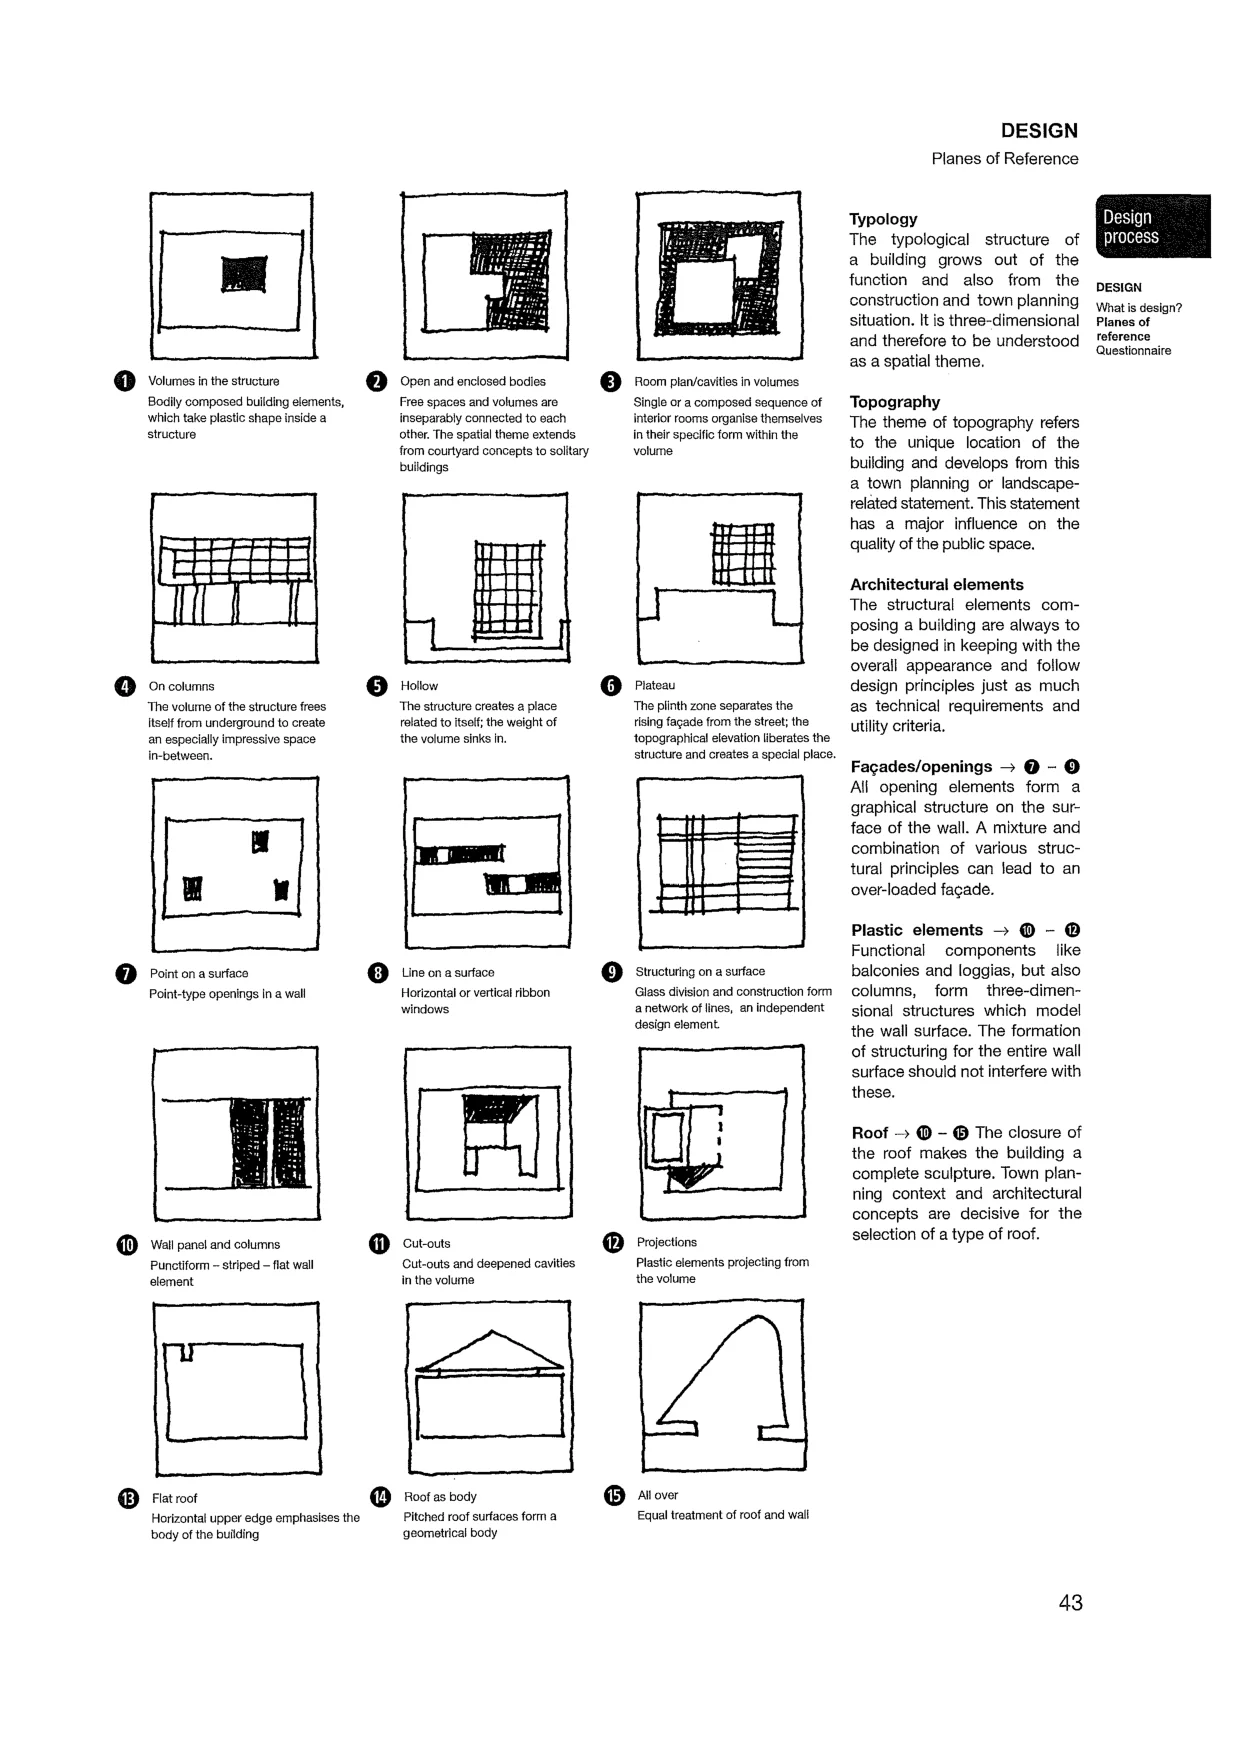 DESIGN
Planes of Reference
Design
process
DESIGN
What is design?
Planes of
reference
Questionnaire
Typology
The typological structure of
a building grows out of the
function and also from the
construction and town planning
situation. It is three-dimensional
and therefore to be understood
as a spatial theme.
Topography
The theme of topography refers
to the unique location of the
building and develops from this
a town planning or landscape-
related statement. This statement
has a major influence on the
quality of the public space.
Architectural elements
The structural elements com-
posing a building are always to
be designed in keeping with the
overall appearance and follow
design principles just as much
as technical requirements and
utility criteria.
Façades/openings → 7 – 9
All opening elements form a
graphical structure on the sur-
face of the wall. A mixture and
combination of various struc-
tural principles can lead to an
over-loaded façade.
Plastic elements → 10 – 12
Functional components like
balconies and loggias, but also
columns, form three-dimen-
sional structures which model
the wall surface. The formation
of structuring for the entire wall
surface should not interfere with
these.
Roof → 10 – 15 The closure of
the roof makes the building a
complete sculpture. Town plan-
ning context and architectural
concepts are decisive for the
selection of a type of roof.
1 Volumes in the structure
Bodily composed building elements,
which take plastic shape inside a
structure
2 Open and enclosed bodies
Free spaces and volumes are
inseparably connected to each
other. The spatial theme extends
from courtyard concepts to solitary
buildings
3 Room plan/cavities in volumes
Single or a composed sequence of
interior rooms organise themselves
in their specific form within the
volume
4 On columns
The volume of the structure frees
itself from underground to create
an especially impressive space
in-between.
5 Hollow
The structure creates a place
related to itself; the weight of
the volume sinks in.
6 Plateau
The plinth zone separates the
rising façade from the street; the
topographical elevation liberates the
structure and creates a special place.
7 Point on a surface
Point-type openings in a wall
8 Line on a surface
Horizontal or vertical ribbon
windows
9 Structuring on a surface
Glass division and construction form
a network of lines, an independent
design element.
10 Wall panel and columns
Punctiform – striped – flat wall
element
11 Cut-outs
Cut-outs and deepened cavities
in the volume
12 Projections
Plastic elements projecting from
the volume
13 Flat roof
Horizontal upper edge emphasises the
body of the building
14 Roof as body
Pitched roof surfaces form a
geometrical body
15 All over
Equal treatment of roof and wall
43